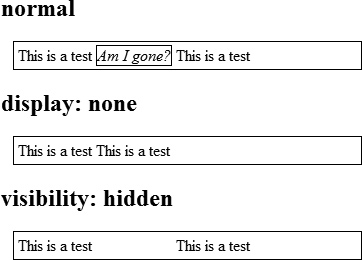 normal
This is a test Am I gone? This is a test
display: none
This is a test This is a test
visibility: hidden
This is a test This is a test